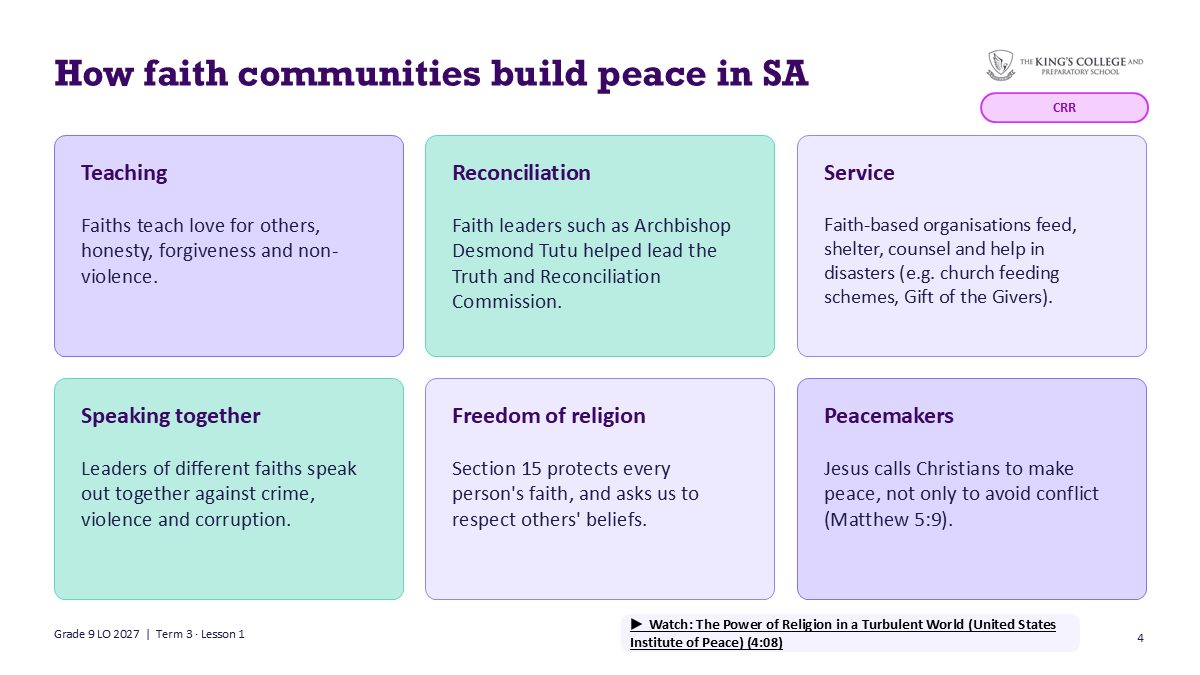 How faith communities build peace in SA
THE KING'S COLLEGE AND
PREPARATORY SCHOOL
CRR
Teaching
Faiths teach love for others,
honesty, forgiveness and non-
violence.
Reconciliation
Faith leaders such as Archbishop
Desmond Tutu helped lead the
Truth and Reconciliation
Commission.
Service
Faith-based organisations feed,
shelter, counsel and help in
disasters (e.g. church feeding
schemes, Gift of the Givers).
Speaking together
Leaders of different faiths speak
out together against crime,
violence and corruption.
Freedom of religion
Section 15 protects every
person's faith, and asks us to
respect others' beliefs.
Peacemakers
Jesus calls Christians to make
peace, not only to avoid conflict
(Matthew 5:9).
Grade 9 LO 2027 | Term 3 · Lesson 1
▶ Watch: The Power of Religion in a Turbulent World (United States
Institute of Peace) (4:08)
4